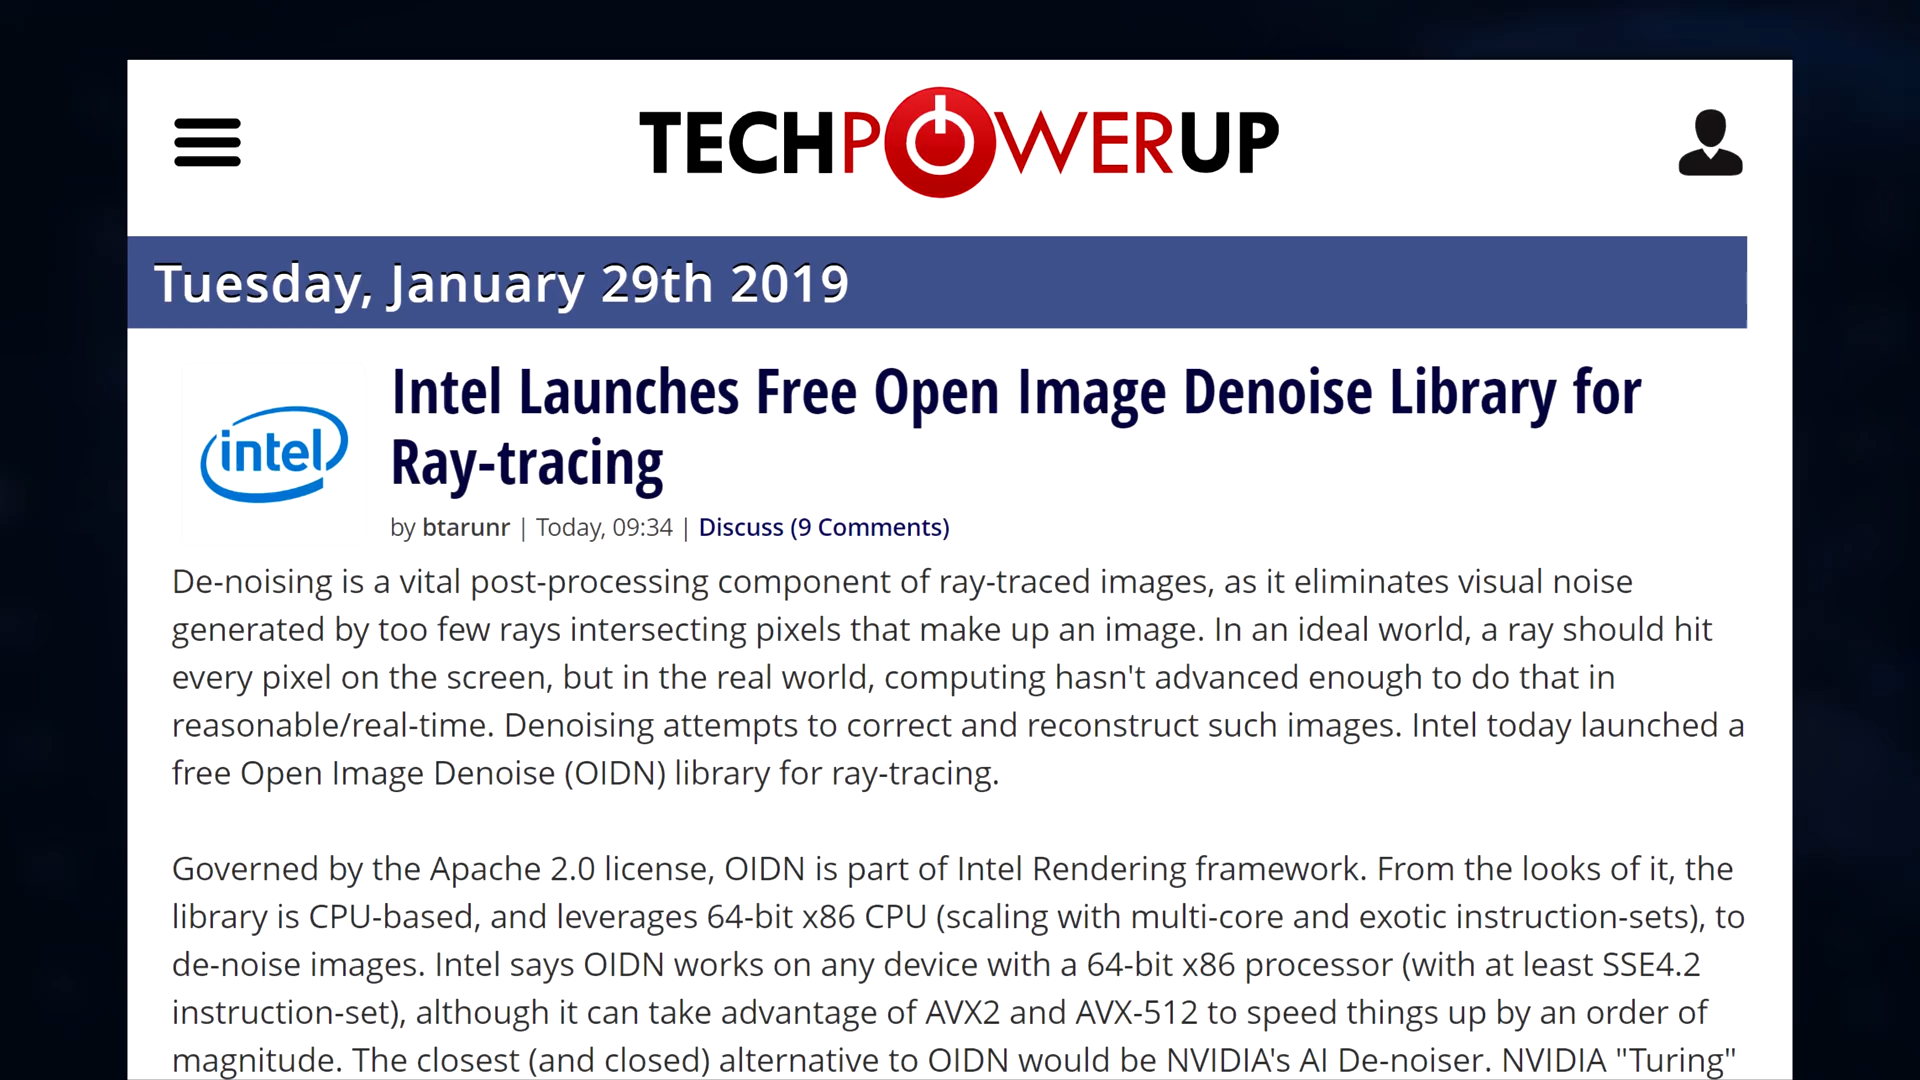 TECHPOWERUP
Tuesday, January 29th 2019
intel
Intel Launches Free Open Image Denoise Library for
Ray-tracing
by btarunr | Today, 09:34 | Discuss (9 Comments)
De-noising is a vital post-processing component of ray-traced images, as it eliminates visual noise
generated by too few rays intersecting pixels that make up an image. In an ideal world, a ray should hit
every pixel on the screen, but in the real world, computing hasn't advanced enough to do that in
reasonable/real-time. Denoising attempts to correct and reconstruct such images. Intel today launched a
free Open Image Denoise (OIDN) library for ray-tracing.
Governed by the Apache 2.0 license, OIDN is part of Intel Rendering framework. From the looks of it, the
library is CPU-based, and leverages 64-bit x86 CPU (scaling with multi-core and exotic instruction-sets), to
de-noise images. Intel says OIDN works on any device with a 64-bit x86 processor (with at least SSE4.2
instruction-set), although it can take advantage of AVX2 and AVX-512 to speed things up by an order of
magnitude. The closest (and closed) alternative to OIDN would be NVIDIA's AI De-noiser. NVIDIA "Turing"